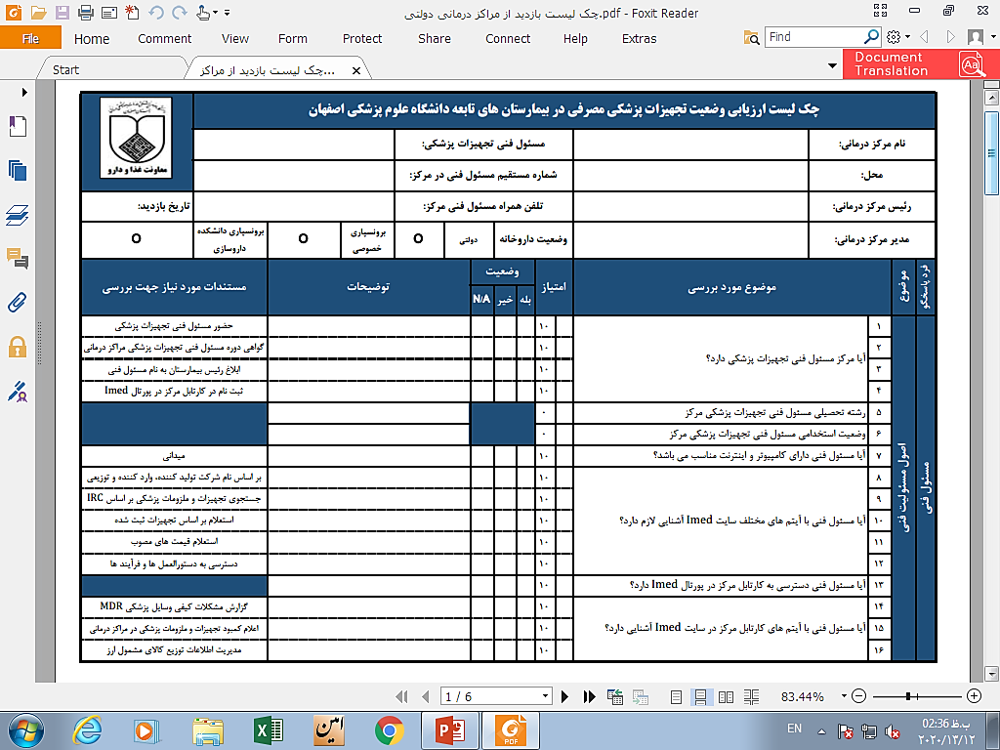 چک لیست بازدید از مراکز درمانی دولتی.pdf - Foxit Reader
File Home Comment View Form Protect Share Connect Help Extras Find
Start چک لیست بازدید از مراکز...
Document Translation
چک لیست ارزیابی وضعیت تجهیزات پزشکی مصرفی در بیمارستان های تابعه دانشگاه علوم پزشکی اصفهان
معاونت غذا و دارو
نام مرکز درمانی: مسئول فنی تجهیزات پزشکی:
محل: شماره مستقیم مسئول فنی در مرکز:
رئیس مرکز درمانی: تلفن همراه مسئول فنی مرکز: تاریخ بازدید:
مدیر مرکز درمانی: وضعیت داروخانه دولتی O برونسپاری خصوصی O برونسپاری دانشکده داروسازی O
فرد پاسخگو موضوع موضوع مورد بررسی امتیاز وضعیت توضیحات مستندات مورد نیاز جهت بررسی
بله خیر N/A
مسئول فنی
اصول مسئولیت فنی
آیا مرکز مسئول فنی تجهیزات پزشکی دارد؟
۱ ۱۰ حضور مسئول فنی تجهیزات پزشکی
۲ ۱۰ گواهی دوره مسئول فنی تجهیزات پزشکی مراکز درمانی
۳ ۱۰ ابلاغ رئیس بیمارستان به نام مسئول فنی
۴ ۱۰ ثبت نام در کارتابل مرکز در پورتال Imed
۵ رشته تحصیلی مسئول فنی تجهیزات پزشکی مرکز ۰
۶ وضعیت استخدامی مسئول فنی تجهیزات پزشکی مرکز ۰
۷ آیا مسئول فنی دارای کامپیوتر و اینترنت مناسب می باشد؟ ۱۰ میدانی
آیا مسئول فنی با آیتم های مختلف سایت Imed آشنایی لازم دارد؟
۸ ۱۰ بر اساس نام شرکت تولید کننده، وارد کننده و توزیعی
۹ ۱۰ جستجوی تجهیزات و ملزومات پزشکی بر اساس IRC
۱۰ ۱۰ استعلام بر اساس تجهیزات ثبت شده
۱۱ ۱۰ استعلام قیمت های مصوب
۱۲ ۱۰ دسترسی به دستورالعمل ها و فرآیند ها
۱۳ آیا مسئول فنی دسترسی به کارتابل مرکز در پورتال Imed دارد؟ ۱۰
آیا مسئول فنی با آیتم های کارتابل مرکز در سایت Imed آشنایی دارد؟
۱۴ ۱۰ گزارش مشکلات کیفی وسایل پزشکی MDR
۱۵ ۱۰ اعلام کمبود تجهیزات و ملزومات پزشکی در مراکز درمانی
۱۶ ۱۰ مدیریت اطلاعات توزیع کالای مشمول ارز
1 / 6 83.44%
امین
PDF
EN ب.ظ 02:36
۲۰۲۰/۱۳/۱۲